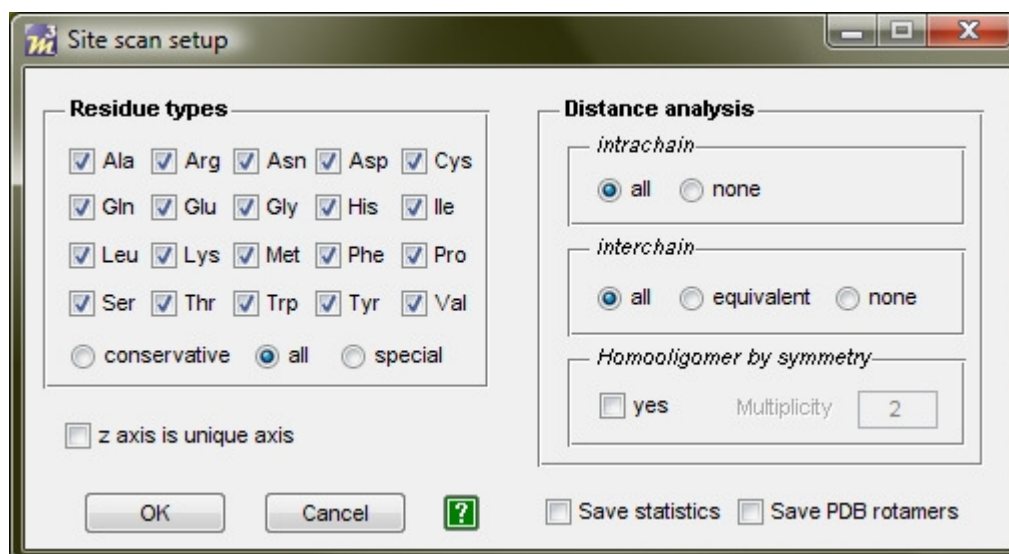 Site scan setup
Residue types
Ala Arg Asn Asp Cys
Gln Glu Gly His Ile
Leu Lys Met Phe Pro
Ser Thr Trp Tyr Val
conservative all special
z axis is unique axis
OK Cancel ?
Distance analysis
intrachain
all none
interchain
all equivalent none
Homooligomer by symmetry
yes Multiplicity 2
Save statistics Save PDB rotamers